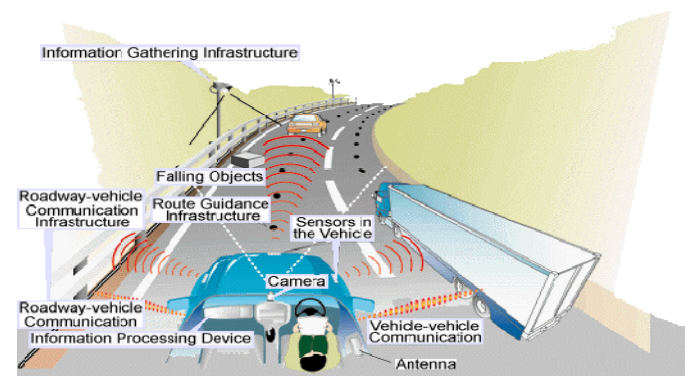 Information Gathering Infrastructure
Falling Objects
Roadway-vehicle
Communication
Infrastructure
Route Guidance
Infrastructure
Sensors in
the Vehicle
Camera
Roadway-vehicle
Communication
Information Processing Device
Vehicle-vehicle
Communication
Antenna